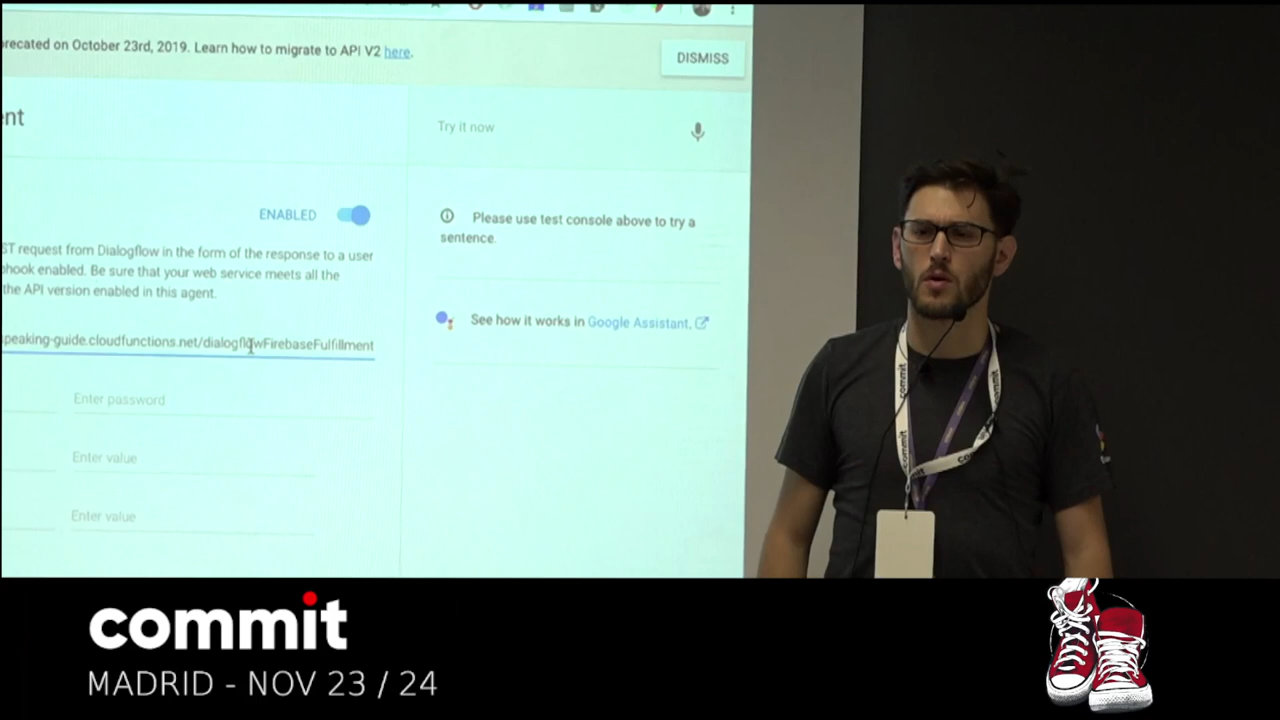 recated on October 23rd, 2019. Learn how to migrate to API V2 here.
DISMISS
ent
Try it now
ENABLED
Please use test console above to try a
sentence.
ST request from Dialogflow in the form of the response to a user
hook enabled. Be sure that your web service meets all the
the API version enabled in this agent.
See how it works in Google Assistant.
speaking-guide.cloudfunctions.net/dialogflowFirebaseFulfillment
Enter password
Enter value
Enter value
commit
commit
commit
MADRID - NOV 23 / 24